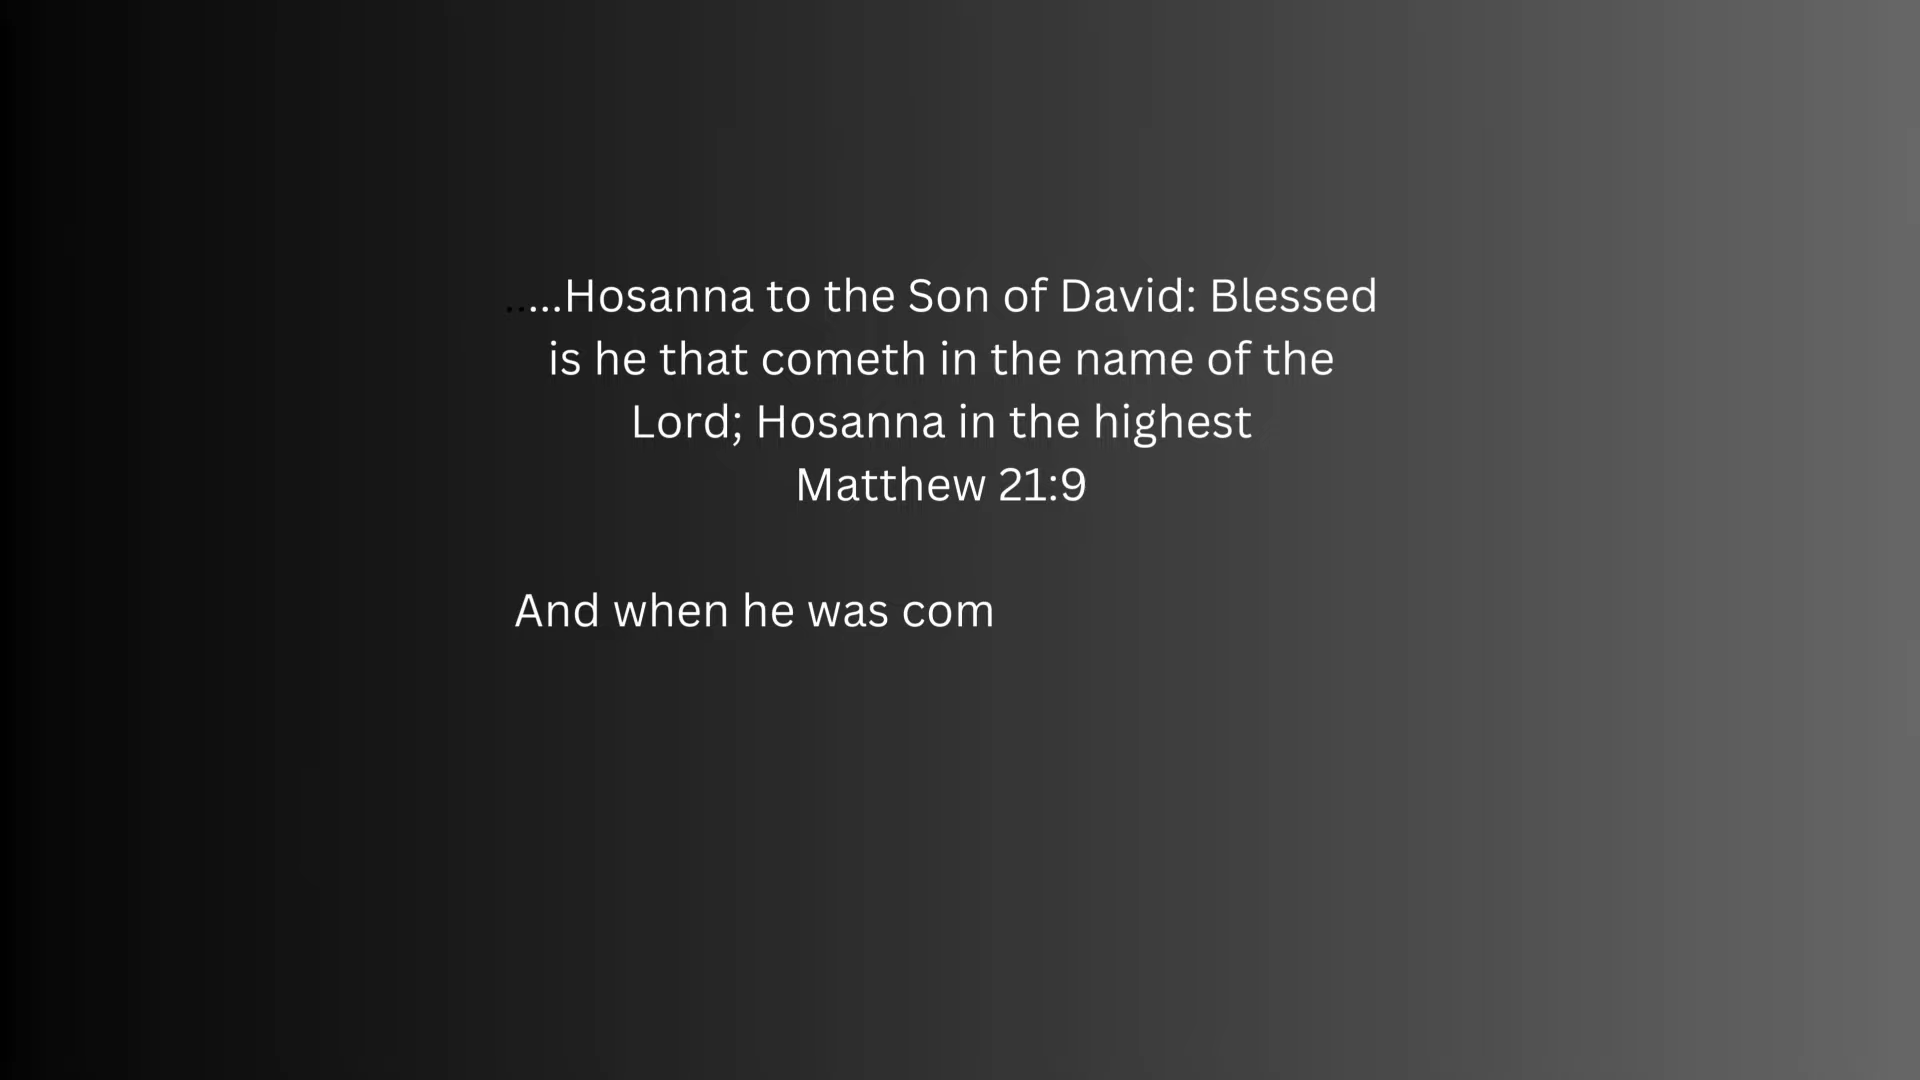 .....Hosanna to the Son of David: Blessed
is he that cometh in the name of the
Lord; Hosanna in the highest
Matthew 21:9
And when he was com